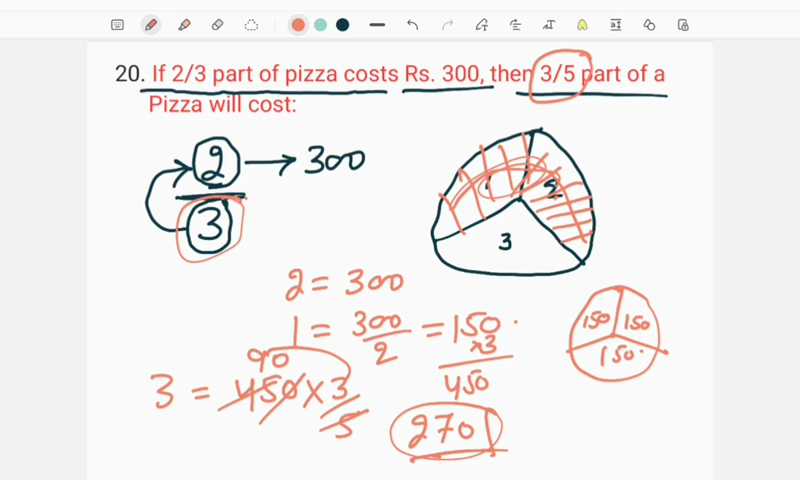 20. If 2/3 part of pizza costs Rs. 300, then 3/5 part of a
Pizza will cost:
2 → 300
3
1
2
3
2 = 300
1 = 300/2 = 150
×3
450
150 150
150
90
3 = 450 × 3/5
270